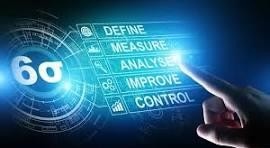 6σ
DEFINE
MEASURE
ANALYSE
IMPROVE
CONTROL